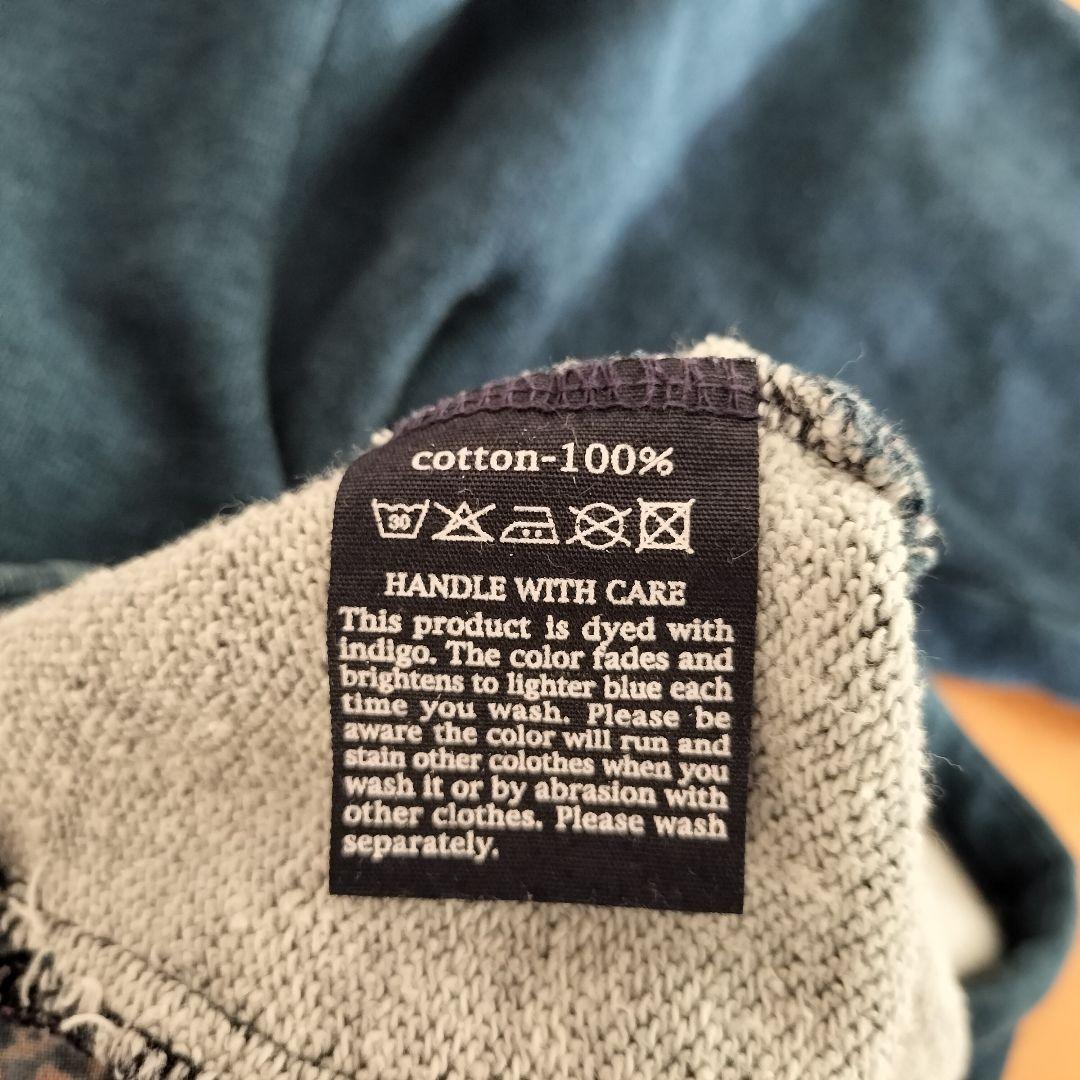 cotton-100%
30
HANDLE WITH CARE
This product is dyed with
indigo. The color fades and
brightens to lighter blue each
time you wash. Please be
aware the color will run and
stain other colothes when you
wash it or by abrasion with
other clothes. Please wash
separately.